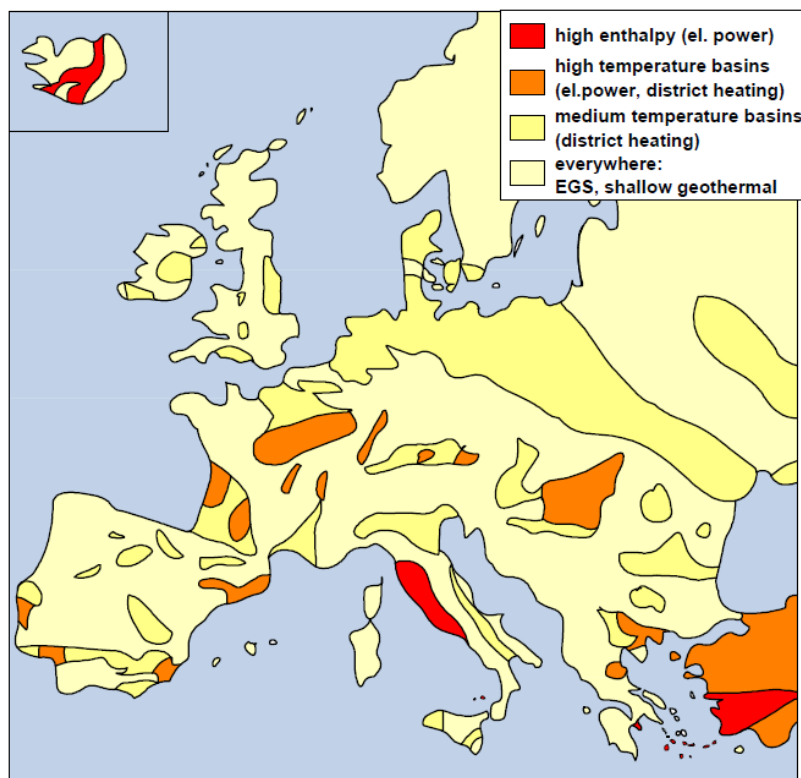 high enthalpy (el. power)
high temperature basins
(el.power, district heating)
medium temperature basins
(district heating)
everywhere:
EGS, shallow geothermal